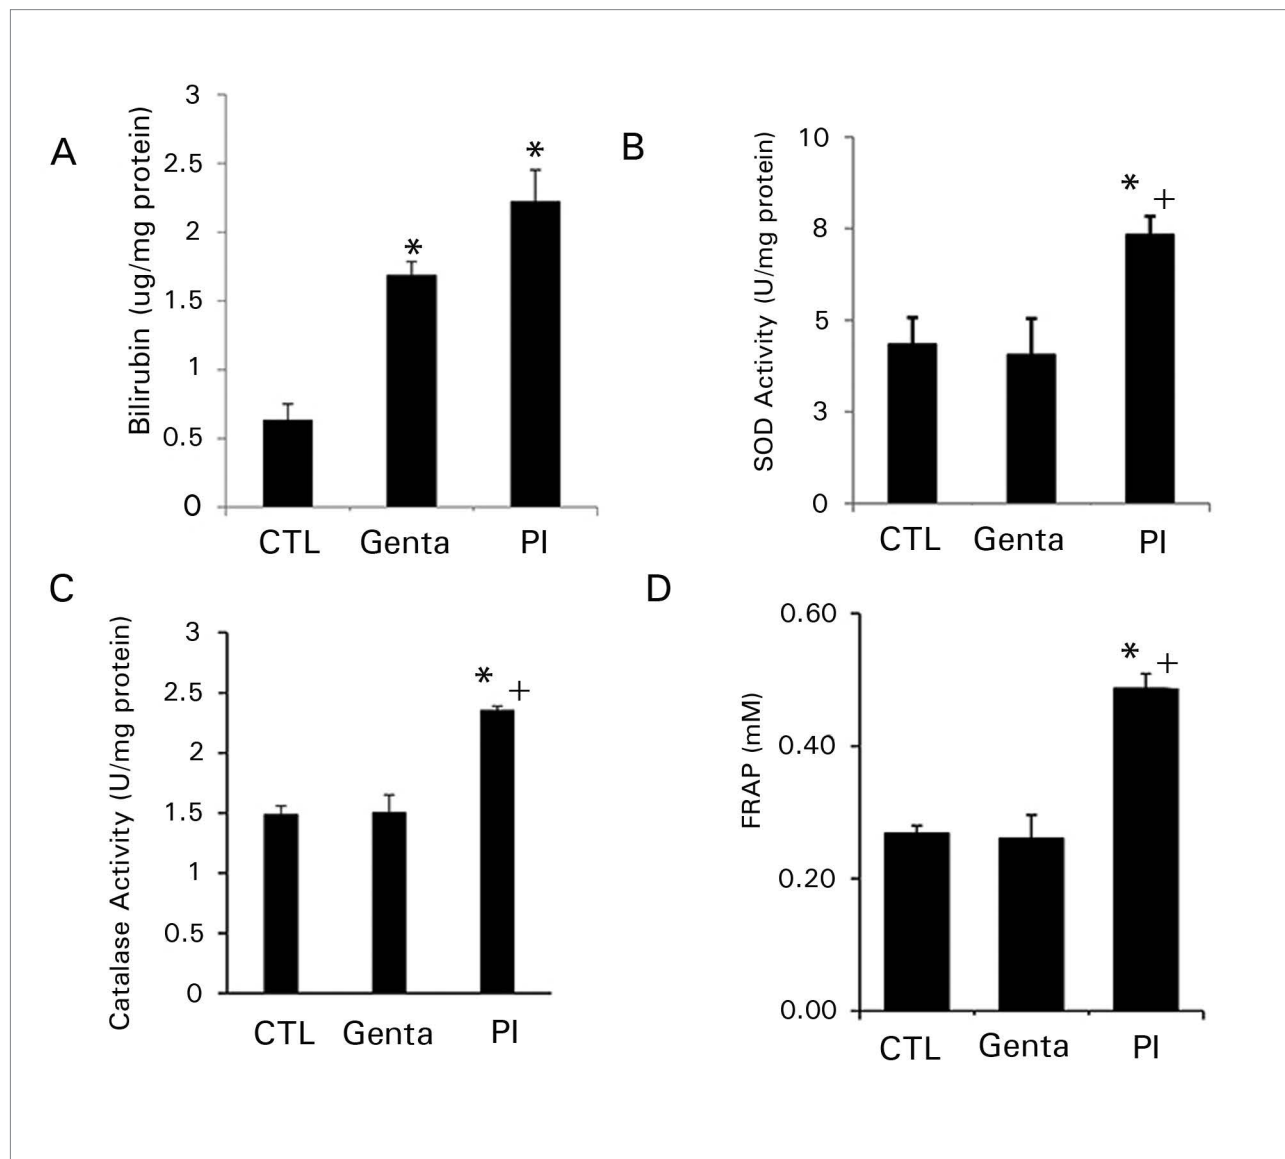 A
Bilirubin (ug/mg protein)
3
2.5
2
1.5
1
0.5
0
*
*
CTL Genta PI
B
SOD Activity (U/mg protein)
10
8
5
3
0
* +
CTL Genta PI
C
Catalase Activity (U/mg protein)
3
2.5
2
1.5
1
0.5
0
* +
CTL Genta PI
D
FRAP (mM)
0.60
0.40
0.20
0.00
* +
CTL Genta PI